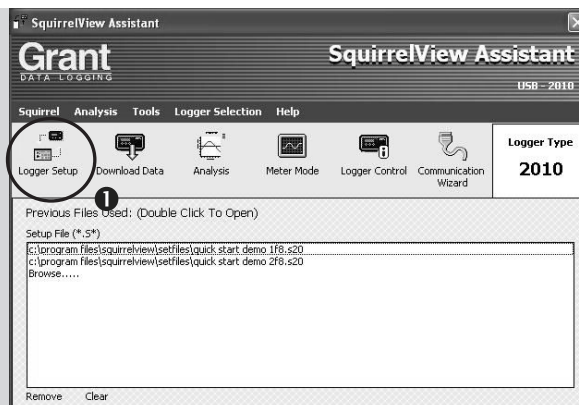 SquirrelView Assistant
Grant
DATA LOGGING
SquirrelView Assistant
USB - 2010
Squirrel Analysis Tools Logger Selection Help
Logger Setup
Download Data
Analysis
Meter Mode
Logger Control
Communication
Wizard
Logger Type
2010
1
Previous Files Used: (Double Click To Open)
Setup File (*.S*)
c:\program files\squirrelview\setfiles\quick start demo 1f8.s20
c:\program files\squirrelview\setfiles\quick start demo 2f8.s20
Browse.....
Remove Clear